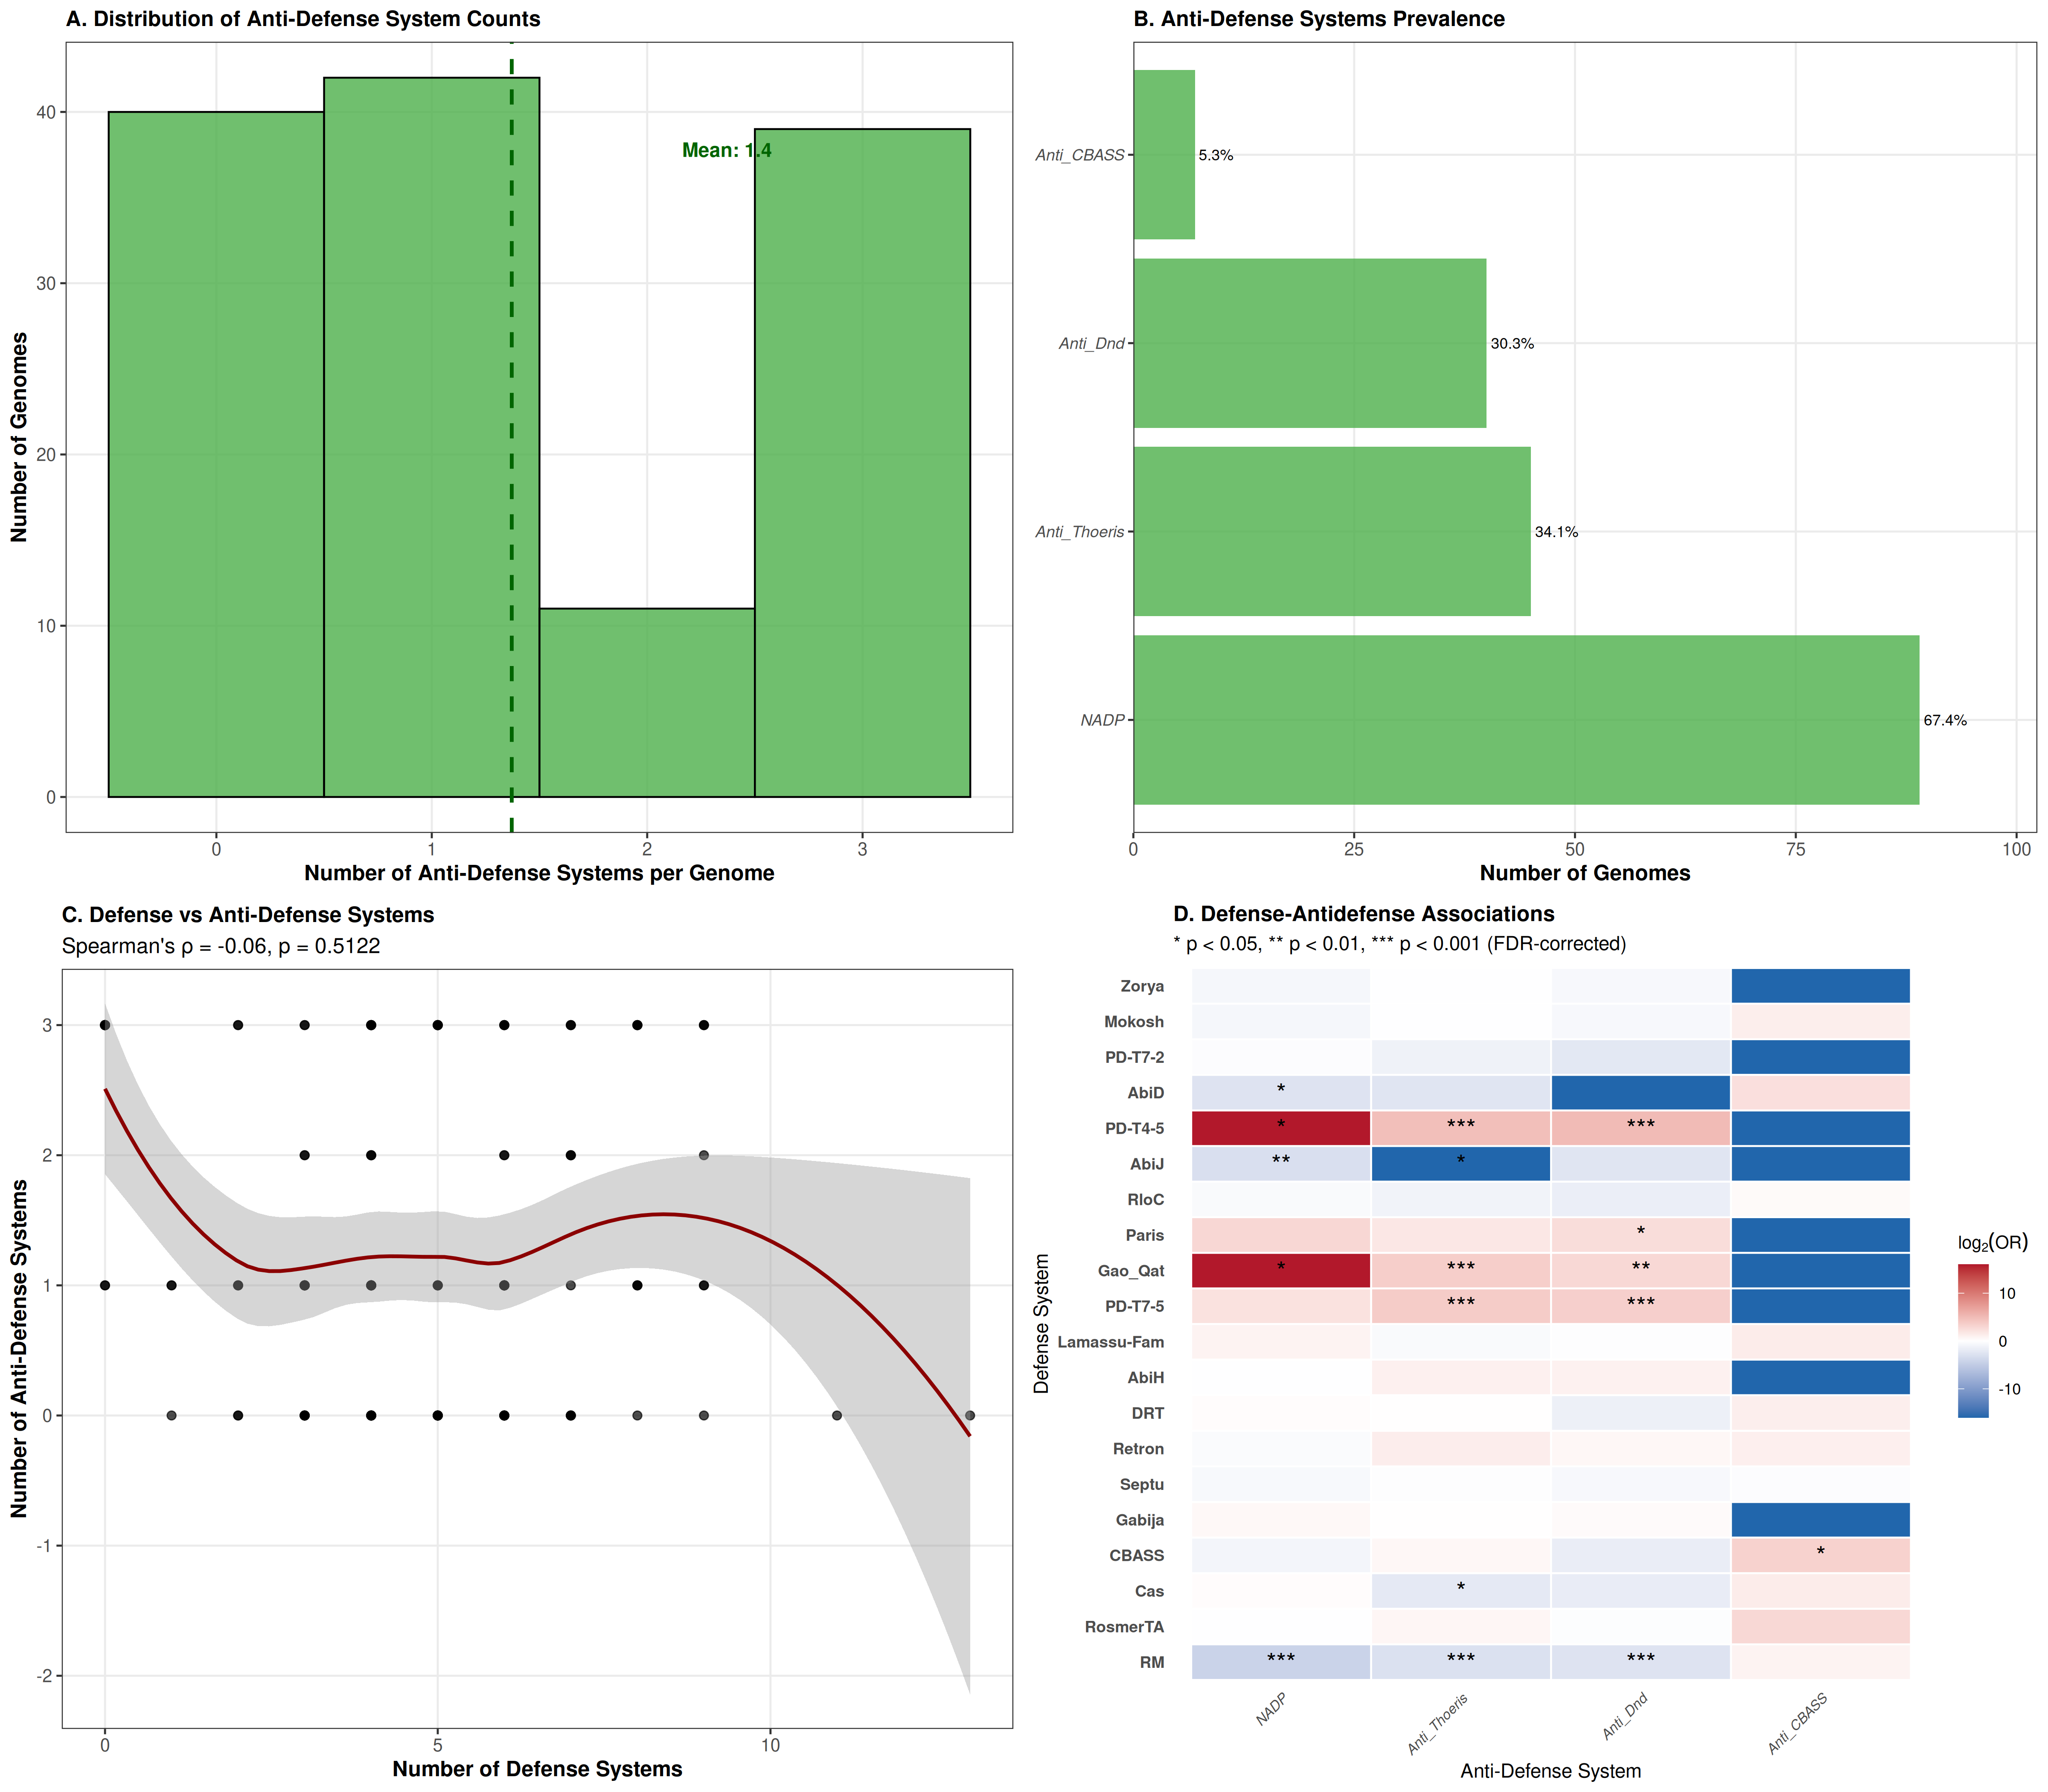 A. Distribution of Anti-Defense System Counts
Number of Genomes
40
30
20
10
0
Mean: 1.4
0 1 2 3
Number of Anti-Defense Systems per Genome
B. Anti-Defense Systems Prevalence
Anti_CBASS 5.3%
Anti_Dnd 30.3%
Anti_Thoeris 34.1%
NADP 67.4%
0 25 50 75 100
Number of Genomes
C. Defense vs Anti-Defense Systems
Spearman's ρ = -0.06, p = 0.5122
Number of Anti-Defense Systems
3
2
1
0
-1
-2
0 5 10
Number of Defense Systems
D. Defense-Antidefense Associations
* p < 0.05, ** p < 0.01, *** p < 0.001 (FDR-corrected)
Defense System
Zorya
Mokosh
PD-T7-2
AbiD *
PD-T4-5 * *** ***
AbiJ ** *
RloC
Paris *
Gao_Qat * *** **
PD-T7-5 *** ***
Lamassu-Fam
AbiH
DRT
Retron
Septu
Gabija
CBASS *
Cas *
RosmerTA
RM *** *** ***
NADP Anti_Thoeris Anti_Dnd Anti_CBASS
Anti-Defense System
log₂(OR)
10
0
-10